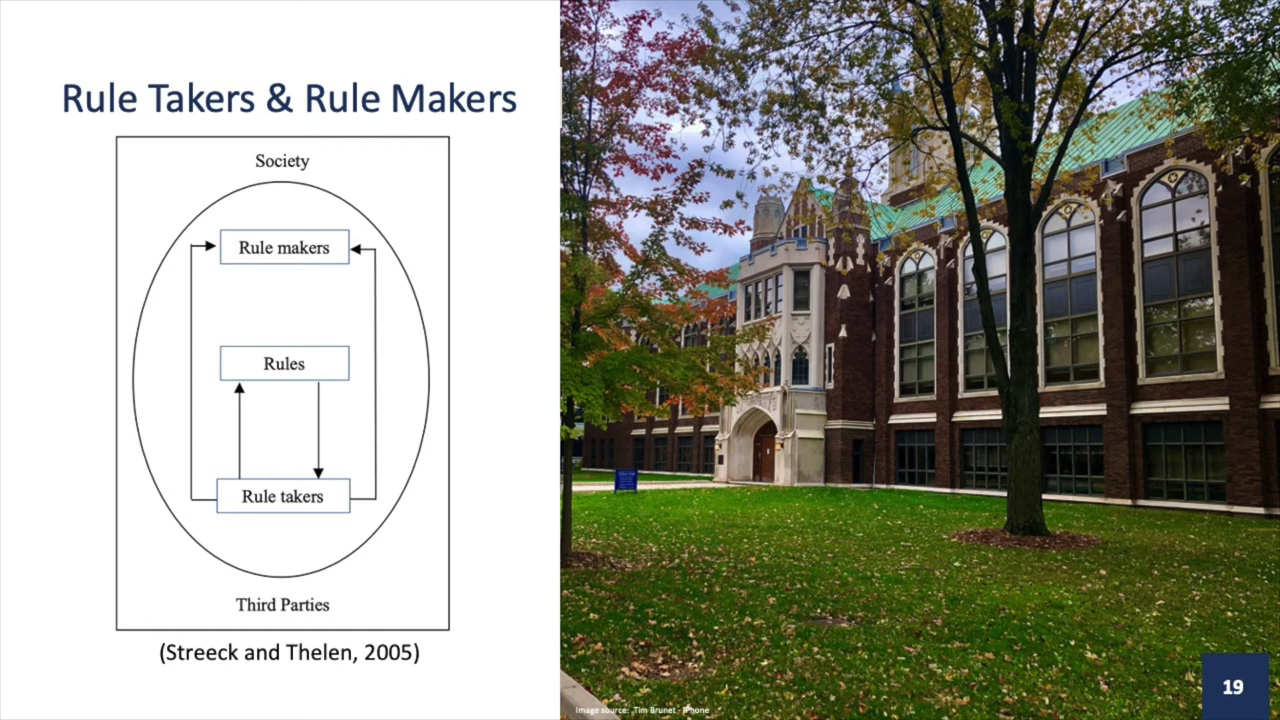 Rule Takers & Rule Makers
Society
Rule makers
Rules
Rule takers
Third Parties
(Streeck and Thelen, 2005)
Image source: Tim Brunet - iPhone
19